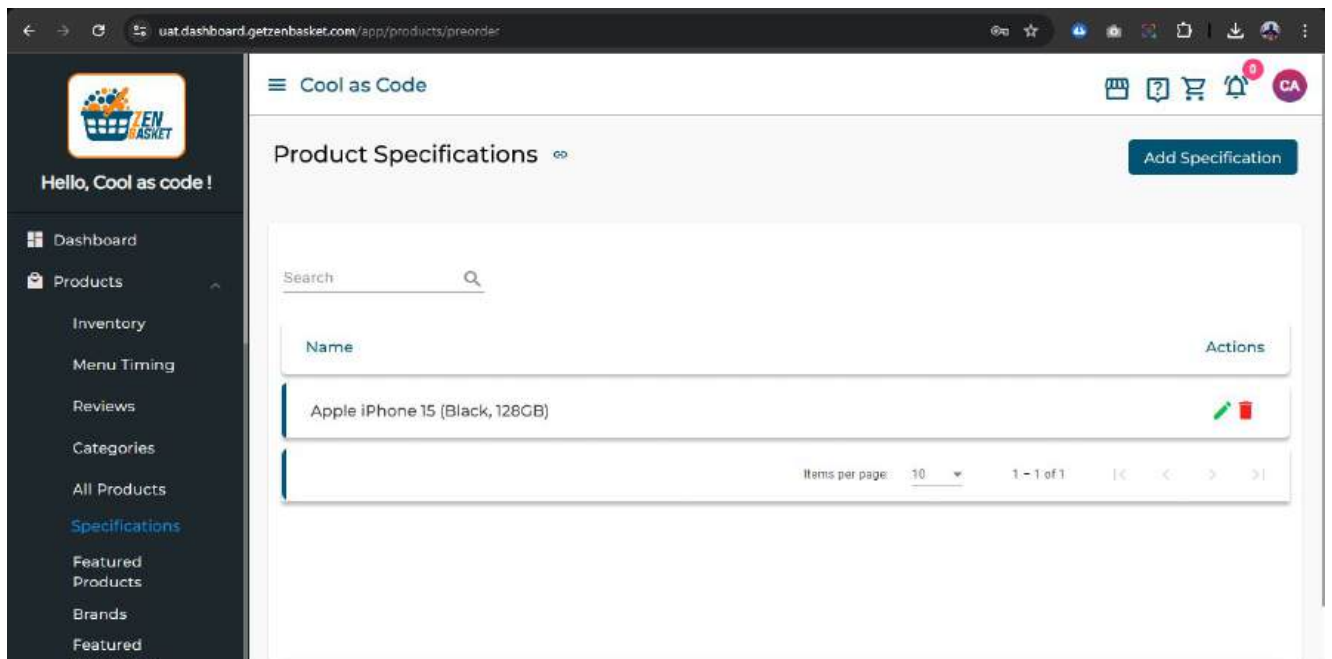 uat.dashboard.getzenbasket.com/app/products/preorder
ZEN
BASKET
Hello, Cool as code !
Dashboard
Products
Inventory
Menu Timing
Reviews
Categories
All Products
Specifications
Featured
Products
Brands
Featured
Cool as Code
0
CA
Product Specifications
Add Specification
Search
Name Actions
Apple iPhone 15 (Black, 128GB)
Items per page: 10 1 – 1 of 1